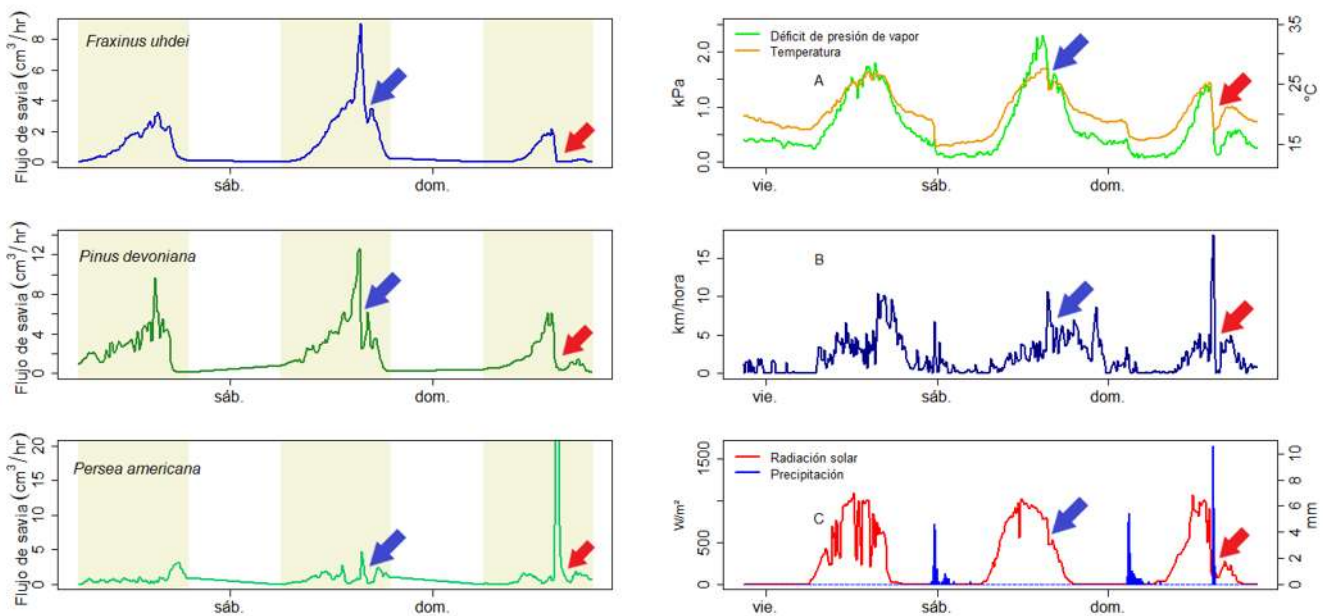 Fraxinus uhdei
Flujo de savia (cm³/hr)
8
6
4
2
0
sáb.
dom.
Pinus devoniana
Flujo de savia (cm³/hr)
12
8
4
0
sáb.
dom.
Persea americana
Flujo de savia (cm³/hr)
20
15
10
5
0
sáb.
dom.
Déficit de presión de vapor
Temperatura
A
kPa
2.0
1.0
0.0
°C
35
25
15
vie.
sáb.
dom.
B
km/hora
15
10
5
0
vie.
sáb.
dom.
Radiación solar
Precipitación
C
W/m²
1500
500
0
mm
10
8
6
4
2
0
vie.
sáb.
dom.